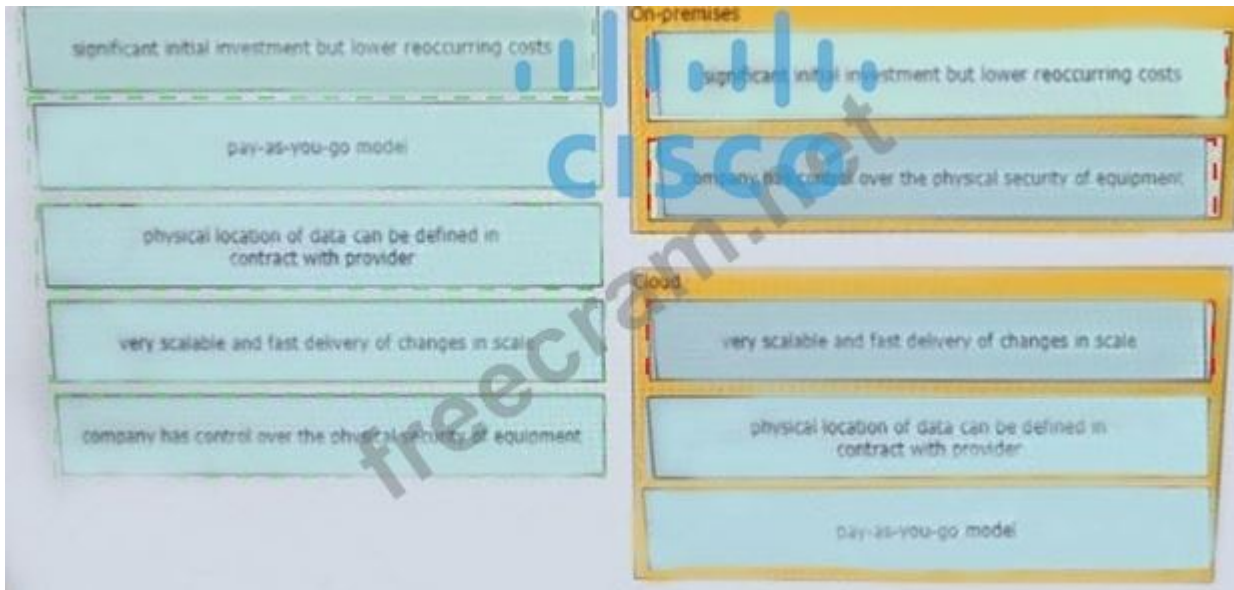 significant initial investment but lower reoccurring costs
pay-as-you-go model
physical location of data can be defined in
contract with provider
very scalable and fast delivery of changes in scale
company has control over the physical security of equipment
On-premises
significant initial investment but lower reoccurring costs
company has control over the physical security of equipment
Cloud
very scalable and fast delivery of changes in scale
physical location of data can be defined in
contract with provider
pay-as-you-go model
CISCO
freecram.net